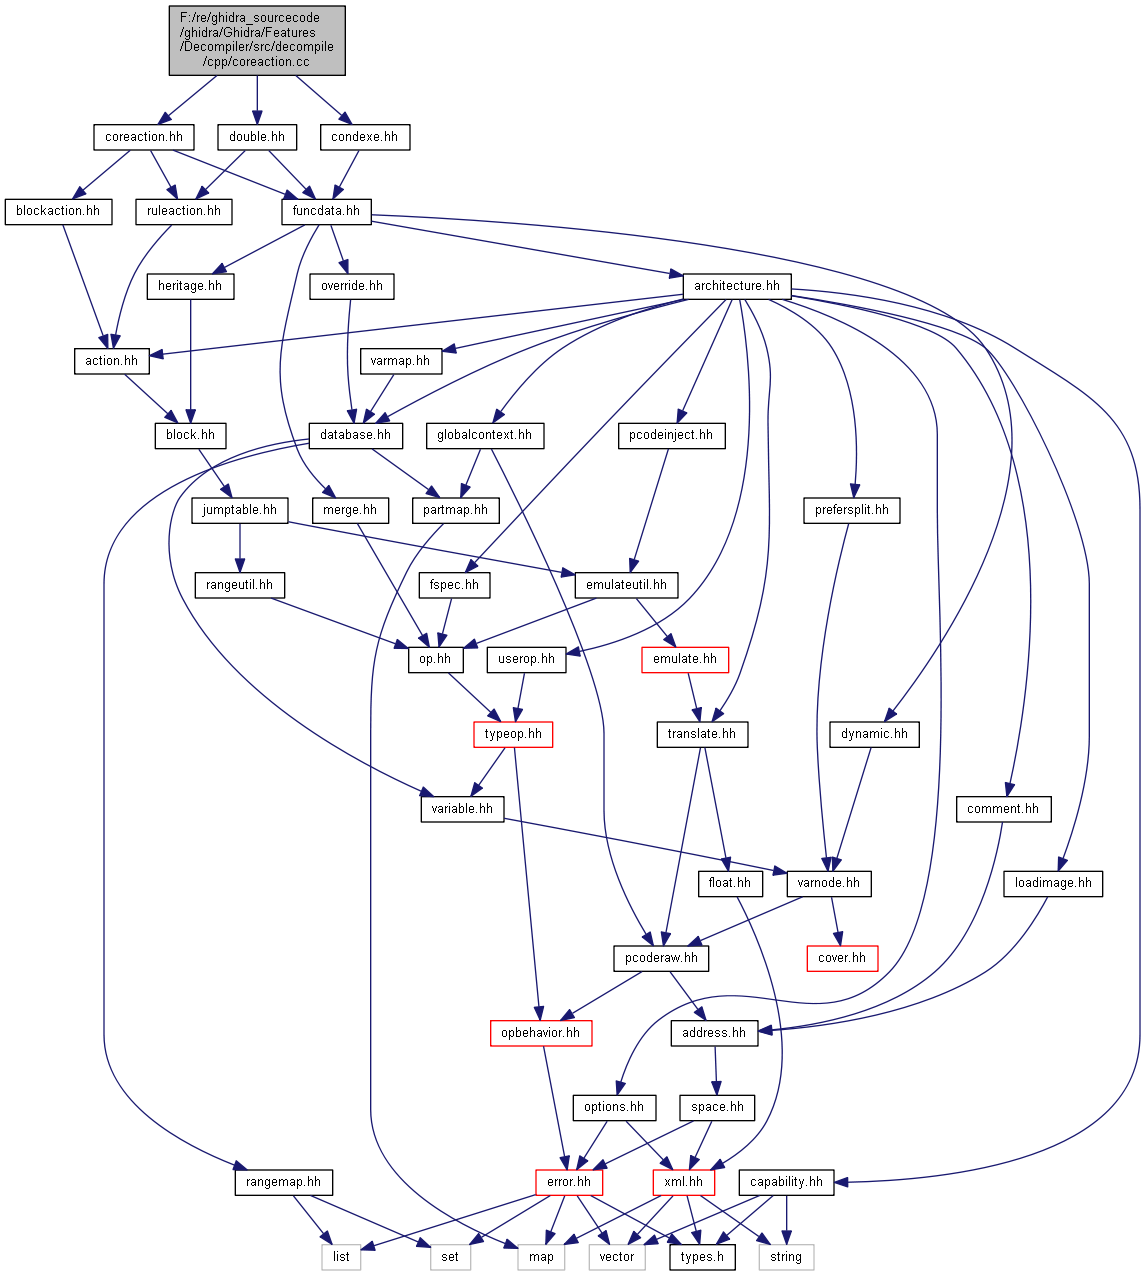 F:/re/ghidra_sourcecode
/ghidra/Ghidra/Features
/Decompiler/src/decompile
/cpp/coreaction.cc
coreaction.hh
double.hh
condexe.hh
blockaction.hh
ruleaction.hh
funcdata.hh
heritage.hh
override.hh
architecture.hh
action.hh
varmap.hh
block.hh
database.hh
globalcontext.hh
pcodeinject.hh
jumptable.hh
merge.hh
partmap.hh
prefersplit.hh
rangeutil.hh
fspec.hh
emulateutil.hh
op.hh
userop.hh
emulate.hh
typeop.hh
translate.hh
dynamic.hh
variable.hh
comment.hh
float.hh
varnode.hh
loadimage.hh
pcoderaw.hh
cover.hh
opbehavior.hh
address.hh
options.hh
space.hh
rangemap.hh
error.hh
xml.hh
capability.hh
list
set
map
vector
types.h
string